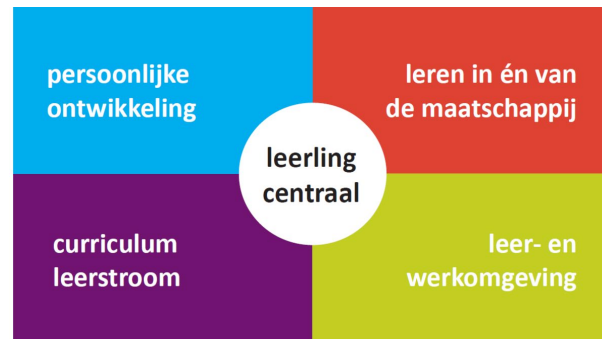 persoonlijke
ontwikkeling
leren in én van
de maatschappij
leerling
centraal
curriculum
leerstroom
leer- en
werkomgeving